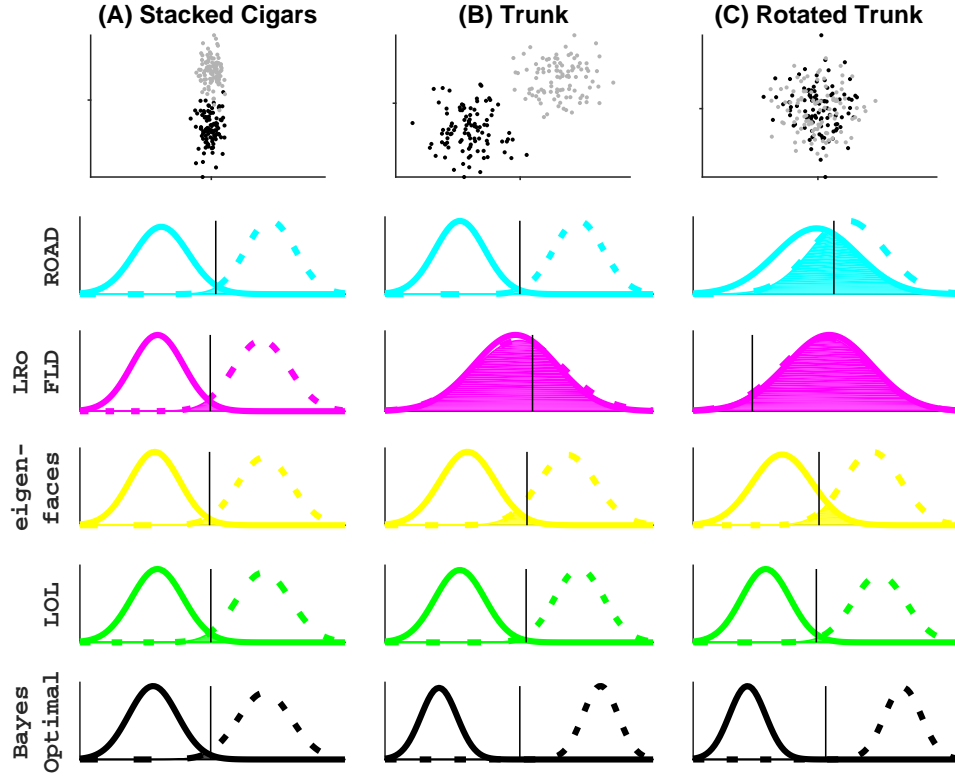 (A) Stacked Cigars
(B) Trunk
(C) Rotated Trunk
ROAD
LRo
FLD
eigen-
faces
LOL
Bayes
Optimal